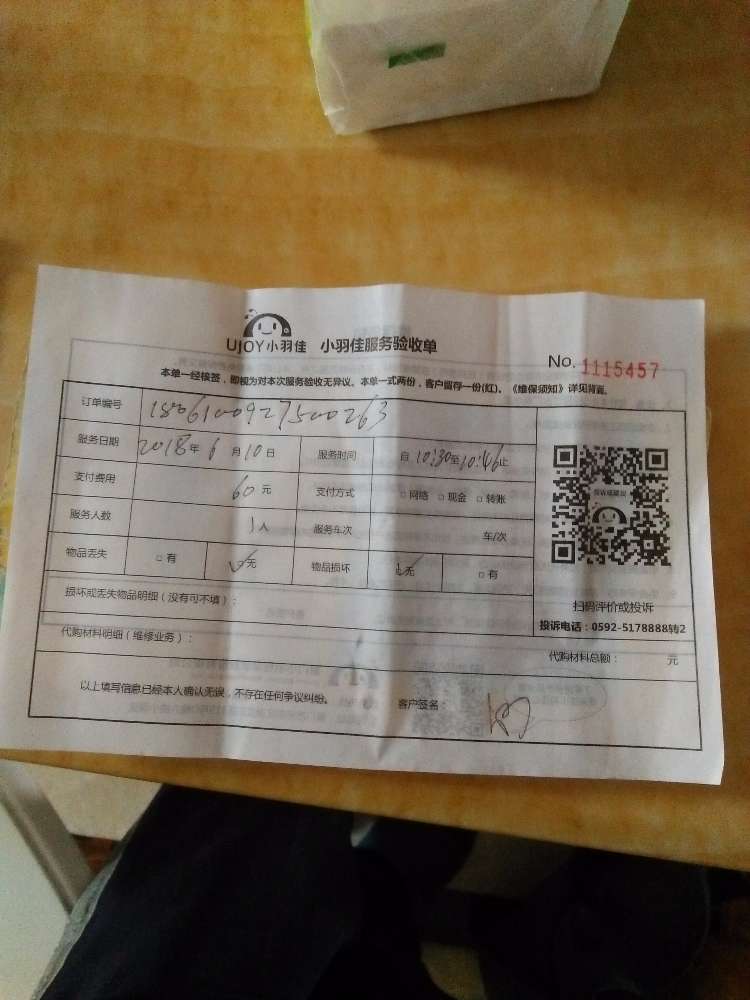 UJOY小羽佳 小羽佳服务验收单
No. 1115457
本单一经核签，即视为对本次服务验收无异议。本单一式两份，客户留存一份(红)。《维保须知》详见背面。
订单编号 1806100927500263
服务日期 2018年6月10日 服务时间 自10:30至10:46止
支付费用 60元 支付方式 □网络 □现金 □转账
服务人数 1人 服务车次 车/次
物品丢失 □有 ☑无 物品损坏 ☑无 □有
损坏或丢失物品明细（没有可不填）：
扫码评价或投诉
投诉电话：0592-5178888转2
代购材料明细（维修业务）：
代购材料总额： 元
以上填写信息已经本人确认无误，不存在任何争议纠纷。 客户签名：